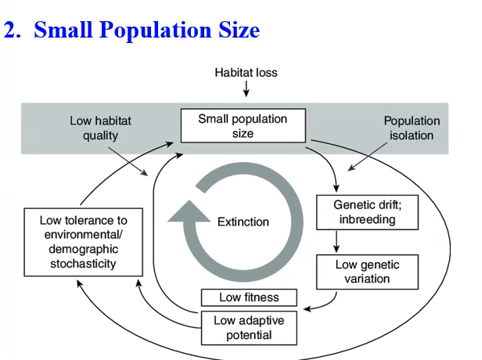 2. Small Population Size
Habitat loss
Low habitat
quality
Small population
size
Population
isolation
Genetic drift;
inbreeding
Low tolerance to
environmental/
demographic
stochasticity
Extinction
Low genetic
variation
Low fitness
Low adaptive
potential